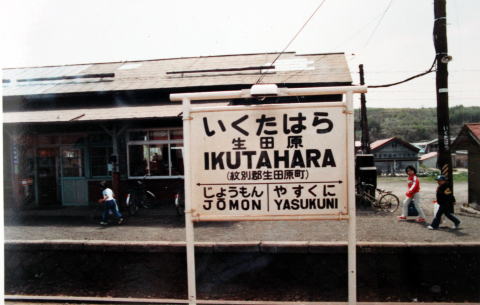 いくたはら
生田原
IKUTAHARA
(紋別郡生田原町)
じょうもん やすくに
JOMON YASUKUNI